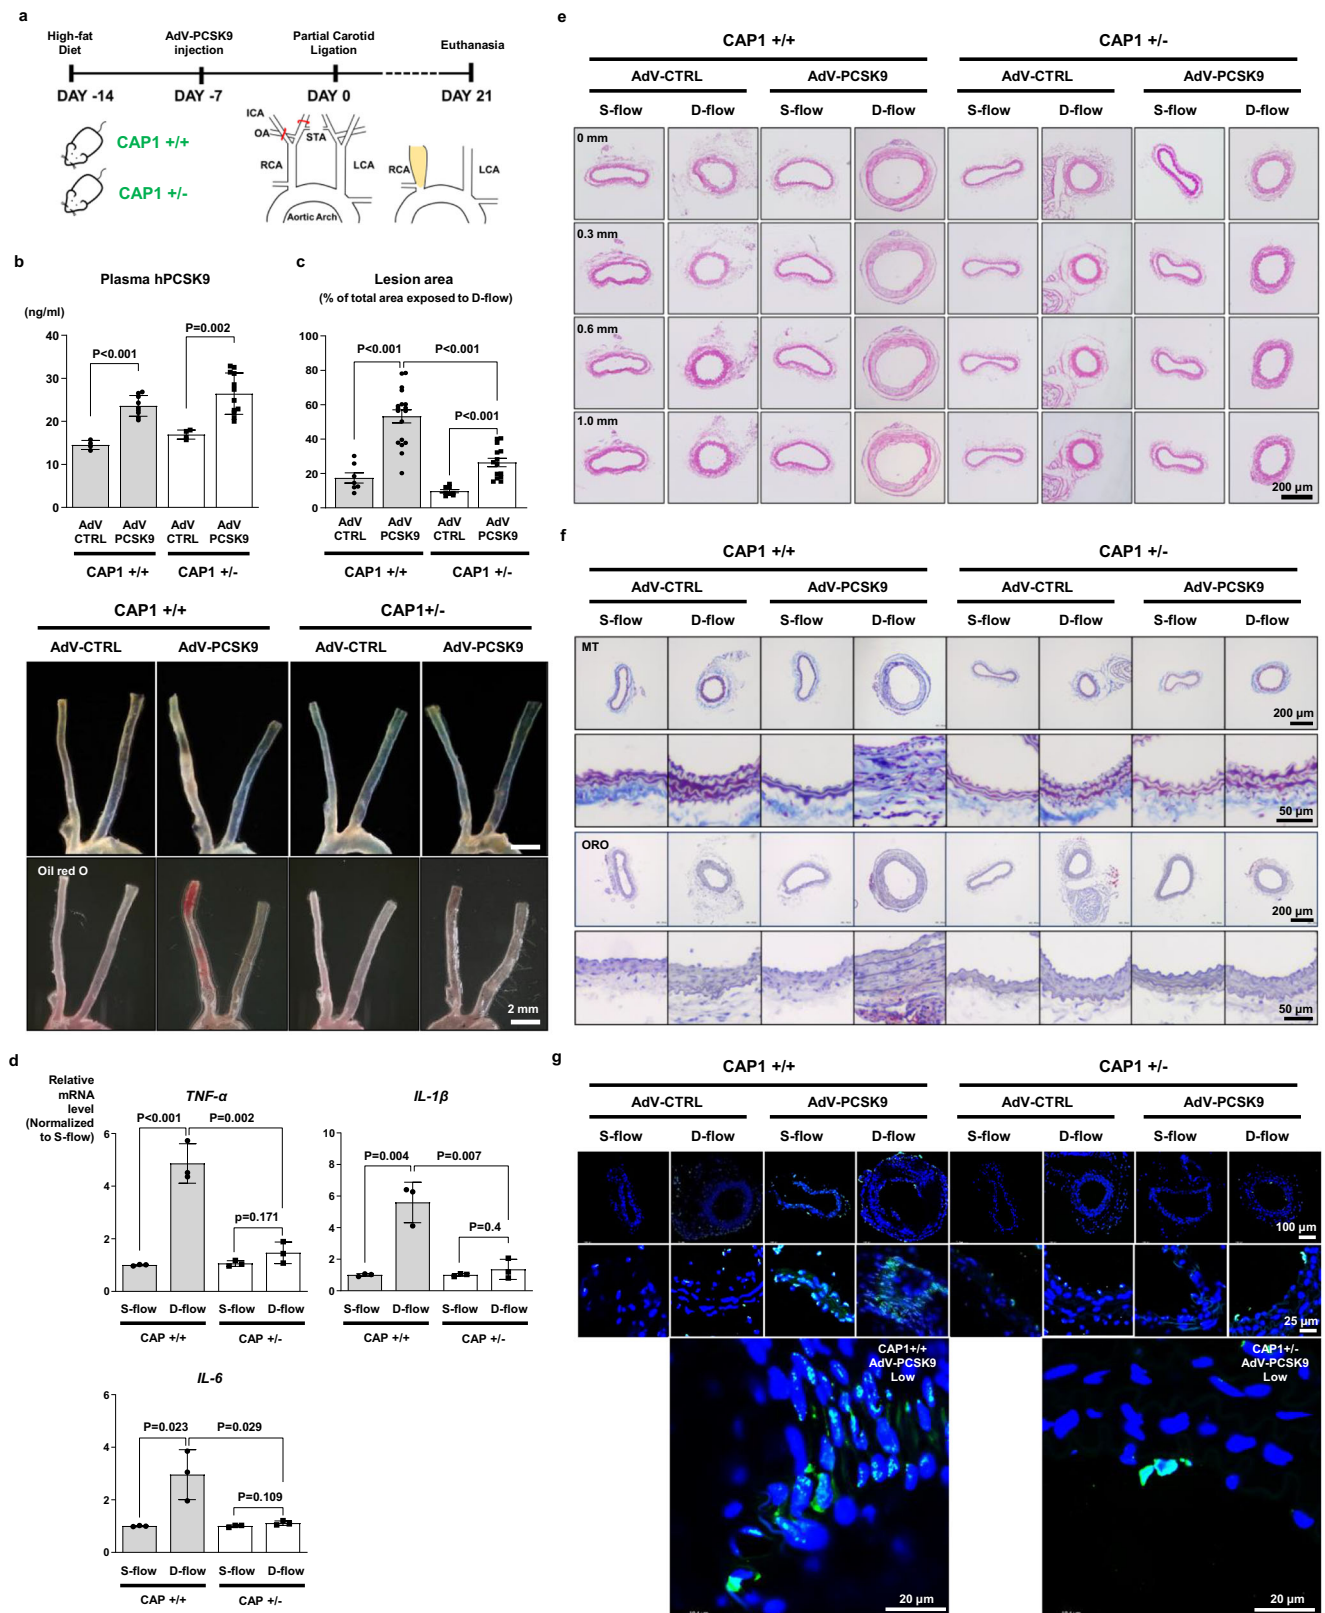 a
High-fat
Diet
AdV-PCSK9
injection
Partial Carotid
Ligation
Euthanasia
DAY -14
DAY -7
DAY 0
DAY 21
CAP1 +/+
CAP1 +/-
ICA
OA
STA
RCA
LCA
Aortic Arch
RCA
LCA
b
Plasma hPCSK9
(ng/ml)
40
30
20
10
0
P<0.001
P=0.002
AdV CTRL
AdV PCSK9
AdV CTRL
AdV PCSK9
CAP1 +/+
CAP1 +/-
c
Lesion area
(% of total area exposed to D-flow)
100
80
60
40
20
0
P<0.001
P<0.001
P<0.001
AdV CTRL
AdV PCSK9
AdV CTRL
AdV PCSK9
CAP1 +/+
CAP1 +/-
CAP1 +/+
CAP1+/-
AdV-CTRL
AdV-PCSK9
AdV-CTRL
AdV-PCSK9
Oil red O
2 mm
d
Relative
mRNA
level
(Normalized
to S-flow)
TNF-α
P<0.001
P=0.002
p=0.171
6
4
2
0
S-flow
D-flow
S-flow
D-flow
CAP +/+
CAP +/-
IL-1β
10
8
6
4
2
0
P=0.004
P=0.007
P=0.4
S-flow
D-flow
S-flow
D-flow
CAP +/+
CAP +/-
IL-6
6
4
2
0
P=0.023
P=0.029
P=0.109
S-flow
D-flow
S-flow
D-flow
CAP +/+
CAP +/-
e
CAP1 +/+
CAP1 +/-
AdV-CTRL
AdV-PCSK9
AdV-CTRL
AdV-PCSK9
S-flow
D-flow
S-flow
D-flow
S-flow
D-flow
S-flow
D-flow
0 mm
0.3 mm
0.6 mm
1.0 mm
200 µm
f
CAP1 +/+
CAP1 +/-
AdV-CTRL
AdV-PCSK9
AdV-CTRL
AdV-PCSK9
S-flow
D-flow
S-flow
D-flow
S-flow
D-flow
S-flow
D-flow
MT
200 µm
50 µm
ORO
200 µm
50 µm
g
CAP1 +/+
CAP1 +/-
AdV-CTRL
AdV-PCSK9
AdV-CTRL
AdV-PCSK9
S-flow
D-flow
S-flow
D-flow
S-flow
D-flow
S-flow
D-flow
100 µm
25 µm
CAP1+/+
AdV-PCSK9
Low
20 µm
CAP1+/-
AdV-PCSK9
Low
20 µm